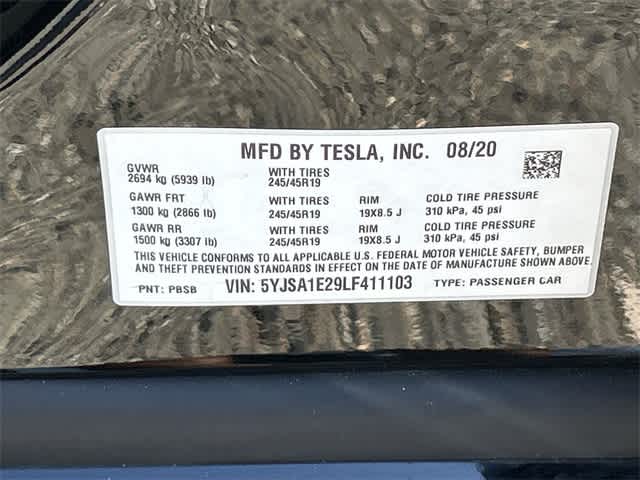 MFD BY TESLA, INC. 08/20
GVWR WITH TIRES
2694 kg (5939 lb) 245/45R19
GAWR FRT WITH TIRES RIM COLD TIRE PRESSURE
1300 kg (2866 lb) 245/45R19 19X8.5 J 310 kPa, 45 psi
GAWR RR WITH TIRES RIM COLD TIRE PRESSURE
1500 kg (3307 lb) 245/45R19 19X8.5 J 310 kPa, 45 psi
THIS VEHICLE CONFORMS TO ALL APPLICABLE U.S. FEDERAL MOTOR VEHICLE SAFETY, BUMPER
AND THEFT PREVENTION STANDARDS IN EFFECT ON THE DATE OF MANUFACTURE SHOWN ABOVE.
PNT: PBSB VIN: 5YJSA1E29LF411103 TYPE: PASSENGER CAR